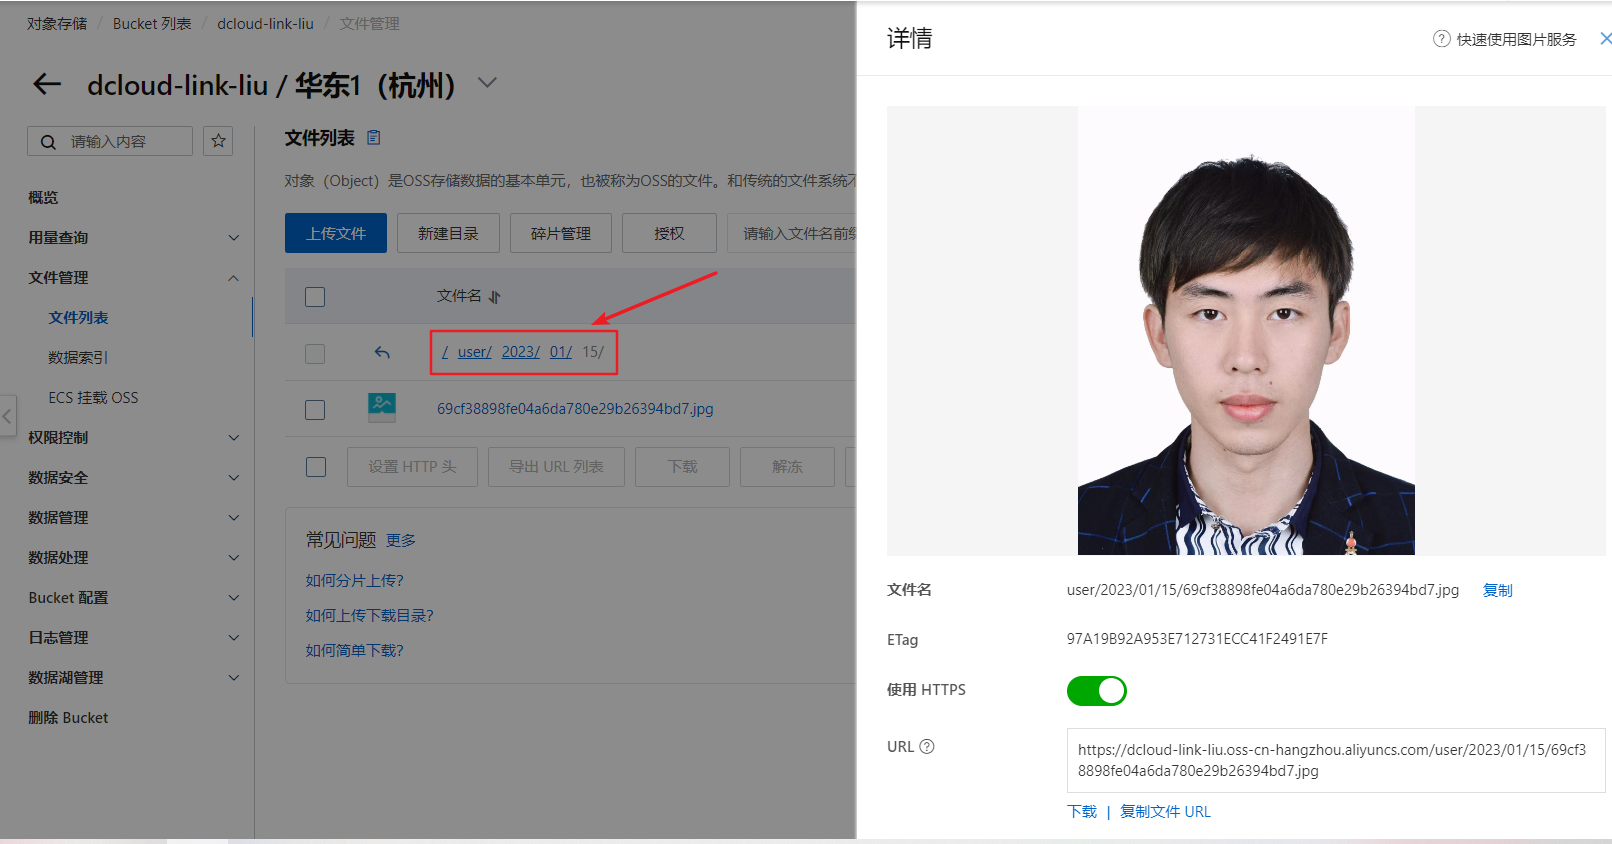 对象存储 / Bucket 列表 / dcloud-link-liu / 文件管理
dcloud-link-liu / 华东1（杭州）
请输入内容
概览
用量查询
文件管理
文件列表
数据索引
ECS 挂载 OSS
权限控制
数据安全
数据管理
数据处理
Bucket 配置
日志管理
数据湖管理
删除 Bucket
文件列表
对象（Object）是OSS存储数据的基本单元，也被称为OSS的文件。和传统的文件系统不
上传文件 新建目录 碎片管理 授权 请输入文件名前缀
文件名
/ user/ 2023/ 01/ 15/
69cf38898fe04a6da780e29b26394bd7.jpg
设置 HTTP 头 导出 URL 列表 下载 解冻
常见问题 更多
如何分片上传?
如何上传下载目录?
如何简单下载?
详情
快速使用图片服务
文件名 user/2023/01/15/69cf38898fe04a6da780e29b26394bd7.jpg 复制
ETag 97A19B92A953E712731ECC41F2491E7F
使用 HTTPS
URL
https://dcloud-link-liu.oss-cn-hangzhou.aliyuncs.com/user/2023/01/15/69cf3
8898fe04a6da780e29b26394bd7.jpg
下载 | 复制文件 URL